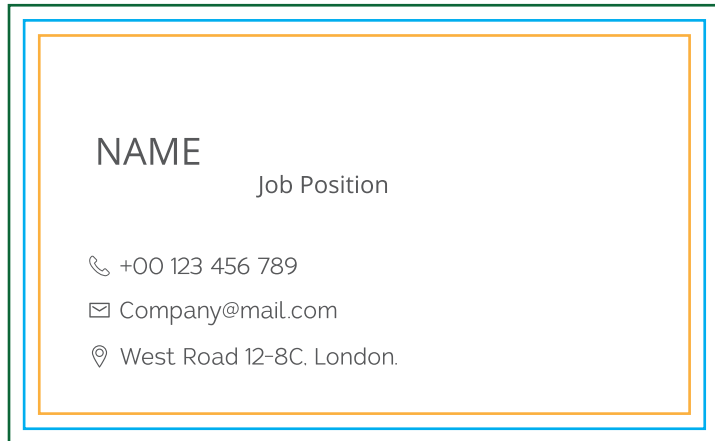 NAME
Job Position
+00 123 456 789
Company@mail.com
West Road 12-8C, London.